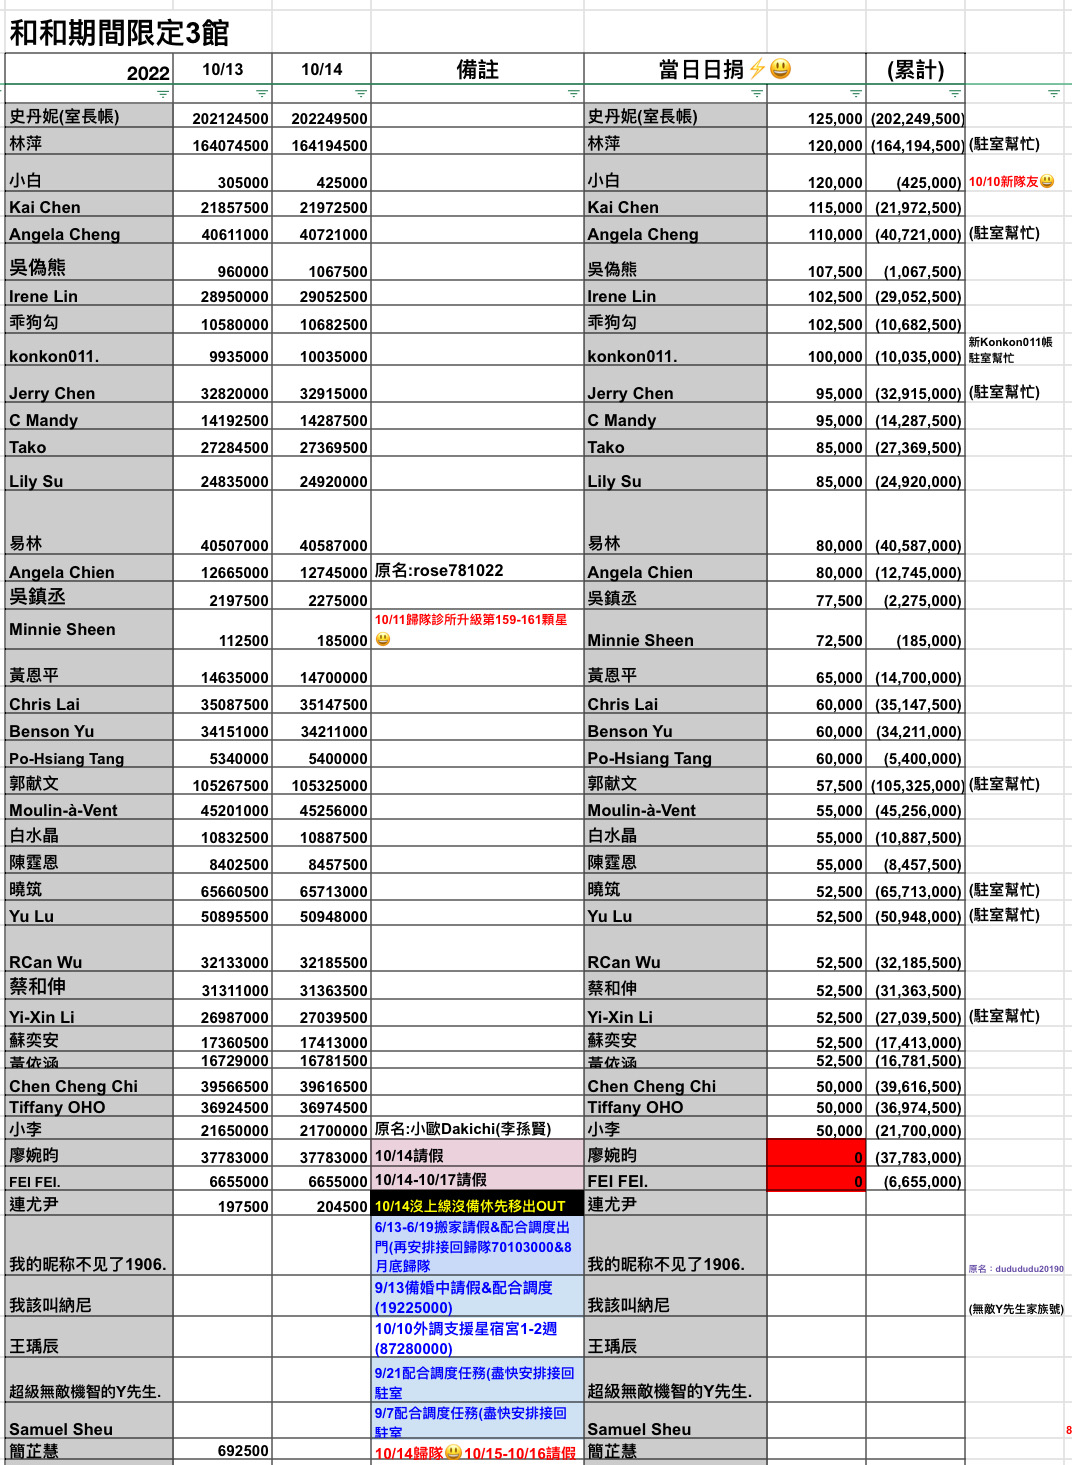 和和期間限定3館
2022 10/13 10/14 備註 當日日捐⚡😃 (累計)
史丹妮(室長帳) 202124500 202249500 史丹妮(室長帳) 125,000 (202,249,500)
林萍 164074500 164194500 林萍 120,000 (164,194,500) (駐室幫忙)
小白 305000 425000 小白 120,000 (425,000) 10/10新隊友😃
Kai Chen 21857500 21972500 Kai Chen 115,000 (21,972,500)
Angela Cheng 40611000 40721000 Angela Cheng 110,000 (40,721,000) (駐室幫忙)
吳偽熊 960000 1067500 吳偽熊 107,500 (1,067,500)
Irene Lin 28950000 29052500 Irene Lin 102,500 (29,052,500)
乖狗勾 10580000 10682500 乖狗勾 102,500 (10,682,500)
konkon011. 9935000 10035000 konkon011. 100,000 (10,035,000) 新Konkon011帳
駐室幫忙
Jerry Chen 32820000 32915000 Jerry Chen 95,000 (32,915,000) (駐室幫忙)
C Mandy 14192500 14287500 C Mandy 95,000 (14,287,500)
Tako 27284500 27369500 Tako 85,000 (27,369,500)
Lily Su 24835000 24920000 Lily Su 85,000 (24,920,000)
易林 40507000 40587000 易林 80,000 (40,587,000)
Angela Chien 12665000 12745000 原名:rose781022 Angela Chien 80,000 (12,745,000)
吳鎮丞 2197500 2275000 吳鎮丞 77,500 (2,275,000)
Minnie Sheen 112500 185000 10/11歸隊診所升級第159-161顆星
😃 Minnie Sheen 72,500 (185,000)
黃恩平 14635000 14700000 黃恩平 65,000 (14,700,000)
Chris Lai 35087500 35147500 Chris Lai 60,000 (35,147,500)
Benson Yu 34151000 34211000 Benson Yu 60,000 (34,211,000)
Po-Hsiang Tang 5340000 5400000 Po-Hsiang Tang 60,000 (5,400,000)
郭献文 105267500 105325000 郭献文 57,500 (105,325,000) (駐室幫忙)
Moulin-à-Vent 45201000 45256000 Moulin-à-Vent 55,000 (45,256,000)
白水晶 10832500 10887500 白水晶 55,000 (10,887,500)
陳霆恩 8402500 8457500 陳霆恩 55,000 (8,457,500)
曉筑 65660500 65713000 曉筑 52,500 (65,713,000) (駐室幫忙)
Yu Lu 50895500 50948000 Yu Lu 52,500 (50,948,000) (駐室幫忙)
RCan Wu 32133000 32185500 RCan Wu 52,500 (32,185,500)
蔡和伸 31311000 31363500 蔡和伸 52,500 (31,363,500)
Yi-Xin Li 26987000 27039500 Yi-Xin Li 52,500 (27,039,500) (駐室幫忙)
蘇奕安 17360500 17413000 蘇奕安 52,500 (17,413,000)
黃依涵 16729000 16781500 黃依涵 52,500 (16,781,500)
Chen Cheng Chi 39566500 39616500 Chen Cheng Chi 50,000 (39,616,500)
Tiffany OHO 36924500 36974500 Tiffany OHO 50,000 (36,974,500)
小李 21650000 21700000 原名:小歐Dakichi(李孫賢) 小李 50,000 (21,700,000)
廖婉昀 37783000 37783000 10/14請假 廖婉昀 0 (37,783,000)
FEI FEI. 6655000 6655000 10/14-10/17請假 FEI FEI. 0 (6,655,000)
連尤尹 197500 204500 10/14沒上線沒備休先移出OUT 連尤尹
我的昵称不见了1906. 6/13-6/19搬家請假&配合調度出
門(再安排接回歸隊70103000&8
月底歸隊 我的昵称不见了1906. 原名：dudududu20190
我該叫納尼 9/13備婚中請假&配合調度
(19225000) 我該叫納尼 (無敵Y先生家族號)
王瑀辰 10/10外調支援星宿宮1-2週
(87280000) 王瑀辰
超級無敵機智的Y先生. 9/21配合調度任務(盡快安排接回
駐室 超級無敵機智的Y先生.
Samuel Sheu 9/7配合調度任務(盡快安排接回
駐室 Samuel Sheu 8
簡芷慧 692500 10/14歸隊😃10/15-10/16請假 簡芷慧